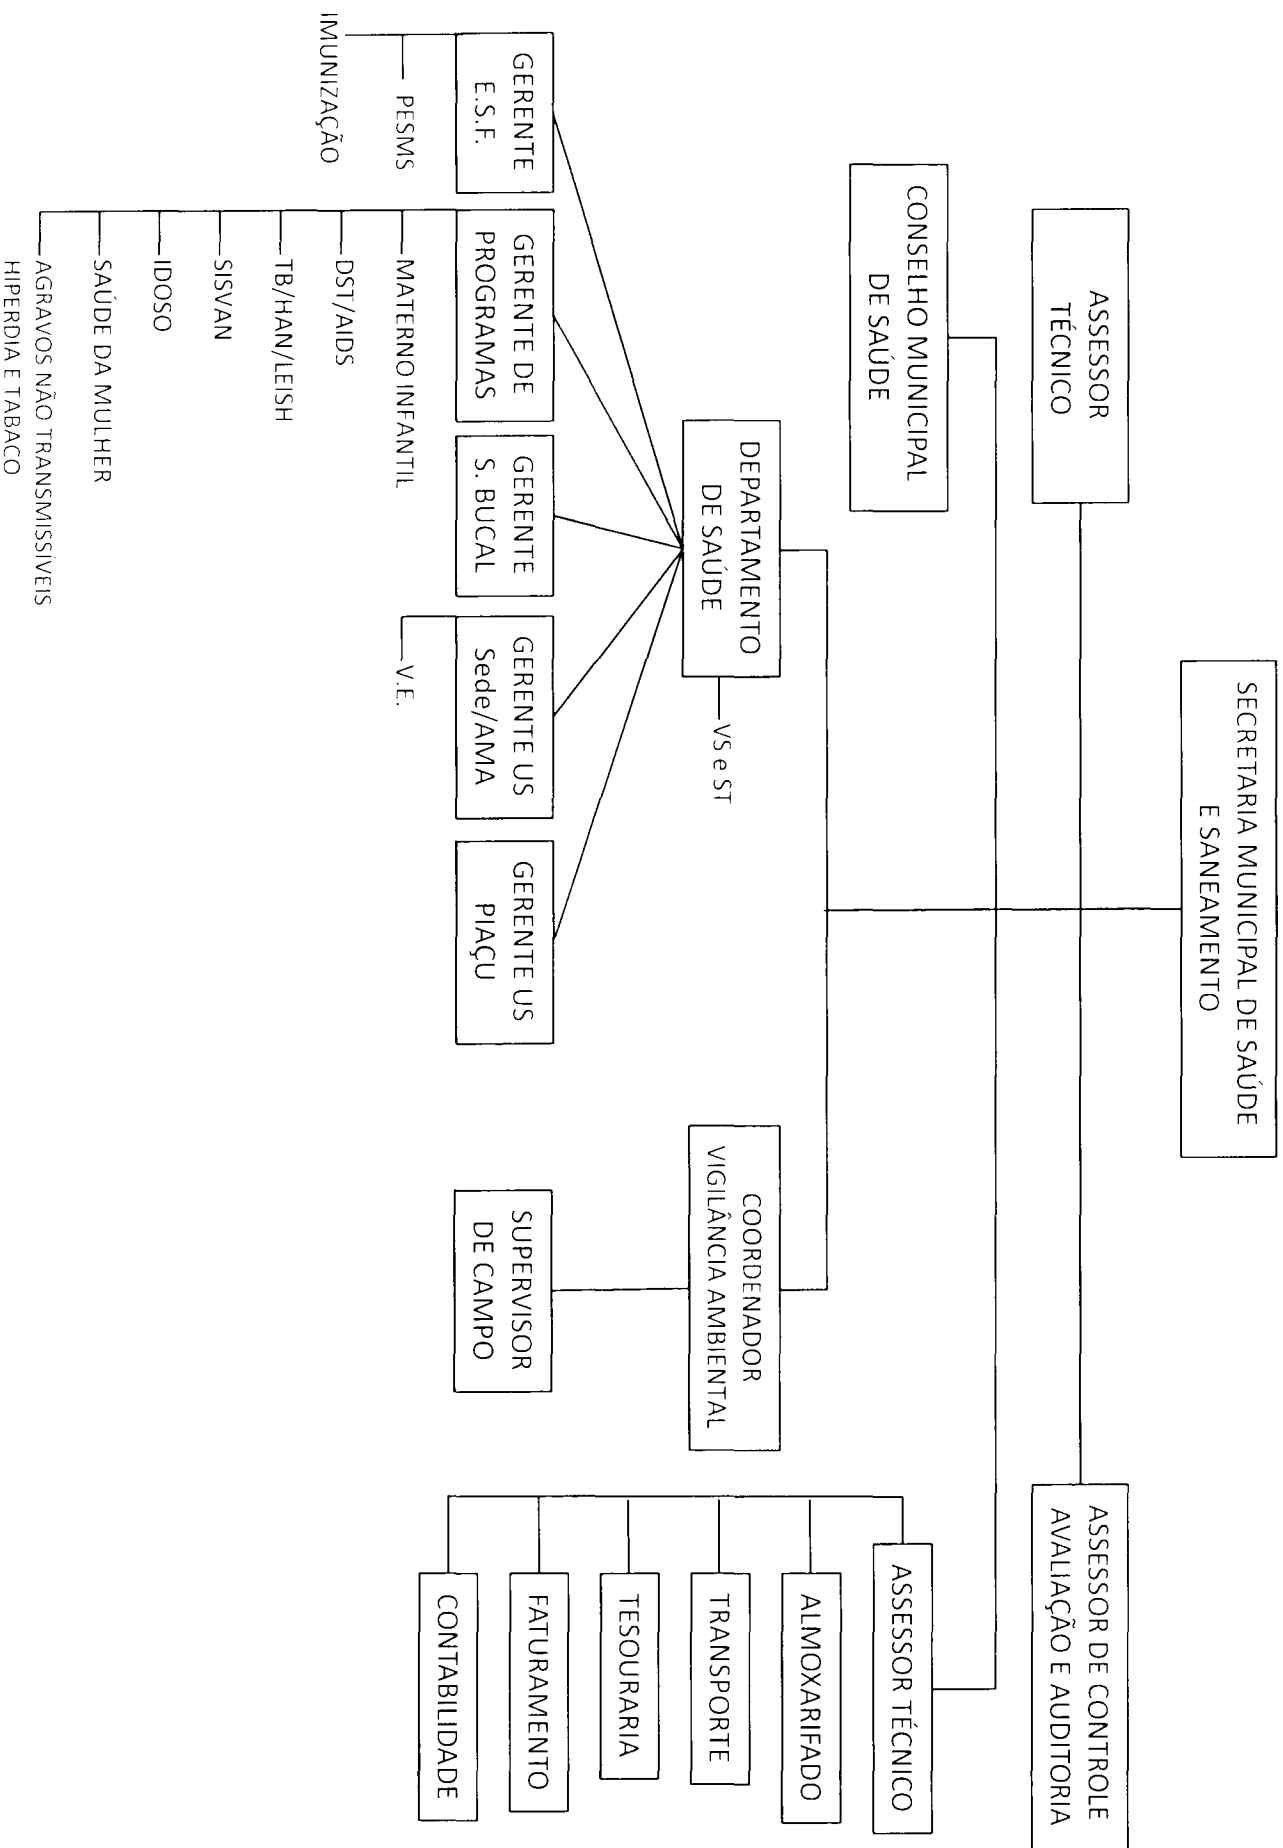 SECRETARIA MUNICIPAL DE SAÚDE
E SANEAMENTO
ASSESSOR
TÉCNICO
ASSESSOR DE CONTROLE
AVALIAÇÃO E AUDITORIA
CONSELHO MUNICIPAL
DE SAÚDE
ASSESSOR TÉCNICO
ALMOXARIFADO
TRANSPORTE
TESOURARIA
FATURAMENTO
CONTABILIDADE
DEPARTAMENTO
DE SAÚDE
VS e ST
COORDENADOR
VIGILÂNCIA AMBIENTAL
SUPERVISOR
DE CAMPO
GERENTE
E.S.F.
PESMS
IMUNIZAÇÃO
GERENTE DE
PROGRAMAS
MATERNO INFANTIL
DST/AIDS
TB/HAN/LEISH
SISVAN
IDOSO
SAÚDE DA MULHER
AGRAVOS NÃO TRANSMISSÍVEIS
HIPERDIA E TABACO
GERENTE
S. BUCAL
GERENTE US
Sede/AMA
V.E.
GERENTE US
PIAÇU